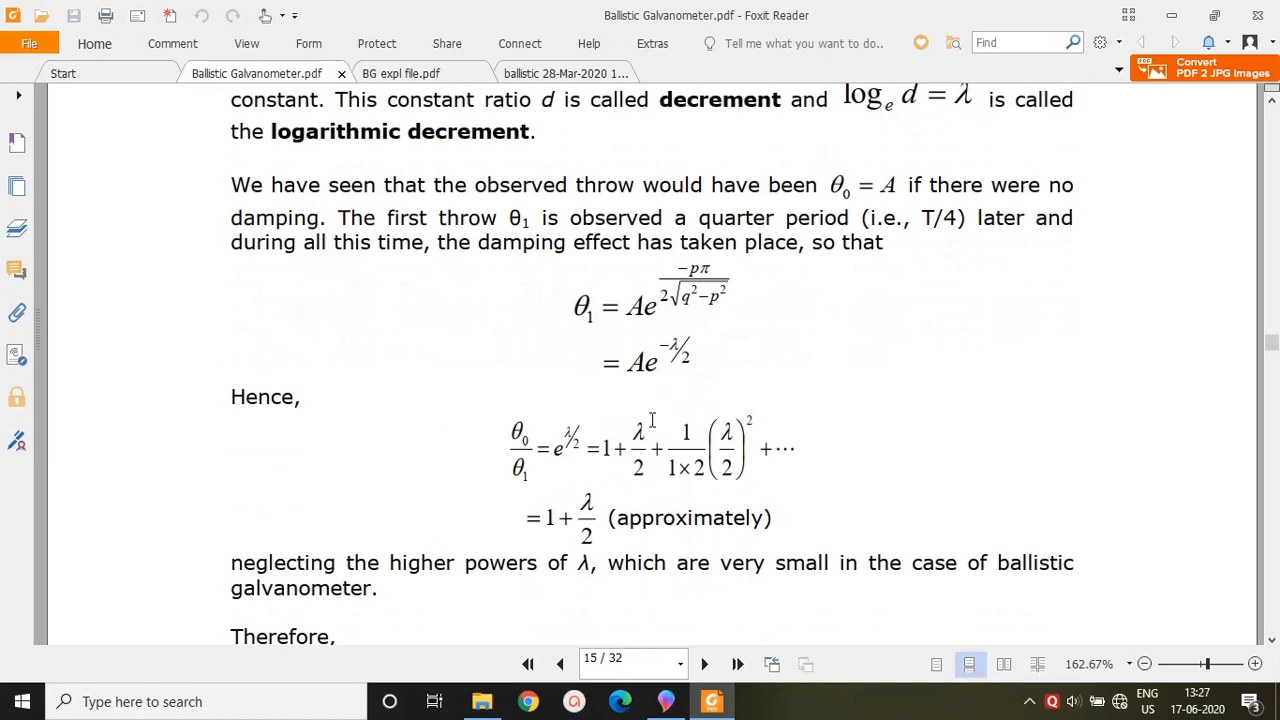 Ballistic Galvanometer.pdf - Foxit Reader
File Home Comment View Form Protect Share Connect Help Extras Tell me what you want to do.. Find
Start Ballistic Galvanometer.pdf BG expl file.pdf ballistic 28-Mar-2020 1... Convert
PDF 2 JPG Images
constant. This constant ratio d is called decrement and logₑ d = λ is called
the logarithmic decrement.
We have seen that the observed throw would have been θ₀ = A if there were no
damping. The first throw θ₁ is observed a quarter period (i.e., T/4) later and
during all this time, the damping effect has taken place, so that
θ₁ = Ae^(−pπ / 2√(q²−p²))
= Ae^(−λ/2)
Hence,
θ₀/θ₁ = e^(λ/2) = 1 + λ/2 + 1/(1×2) (λ/2)² + ⋯
= 1 + λ/2 (approximately)
neglecting the higher powers of λ, which are very small in the case of ballistic
galvanometer.
Therefore,
15 / 32 162.67%
Type here to search ENG 13:27
US 17-06-2020 3